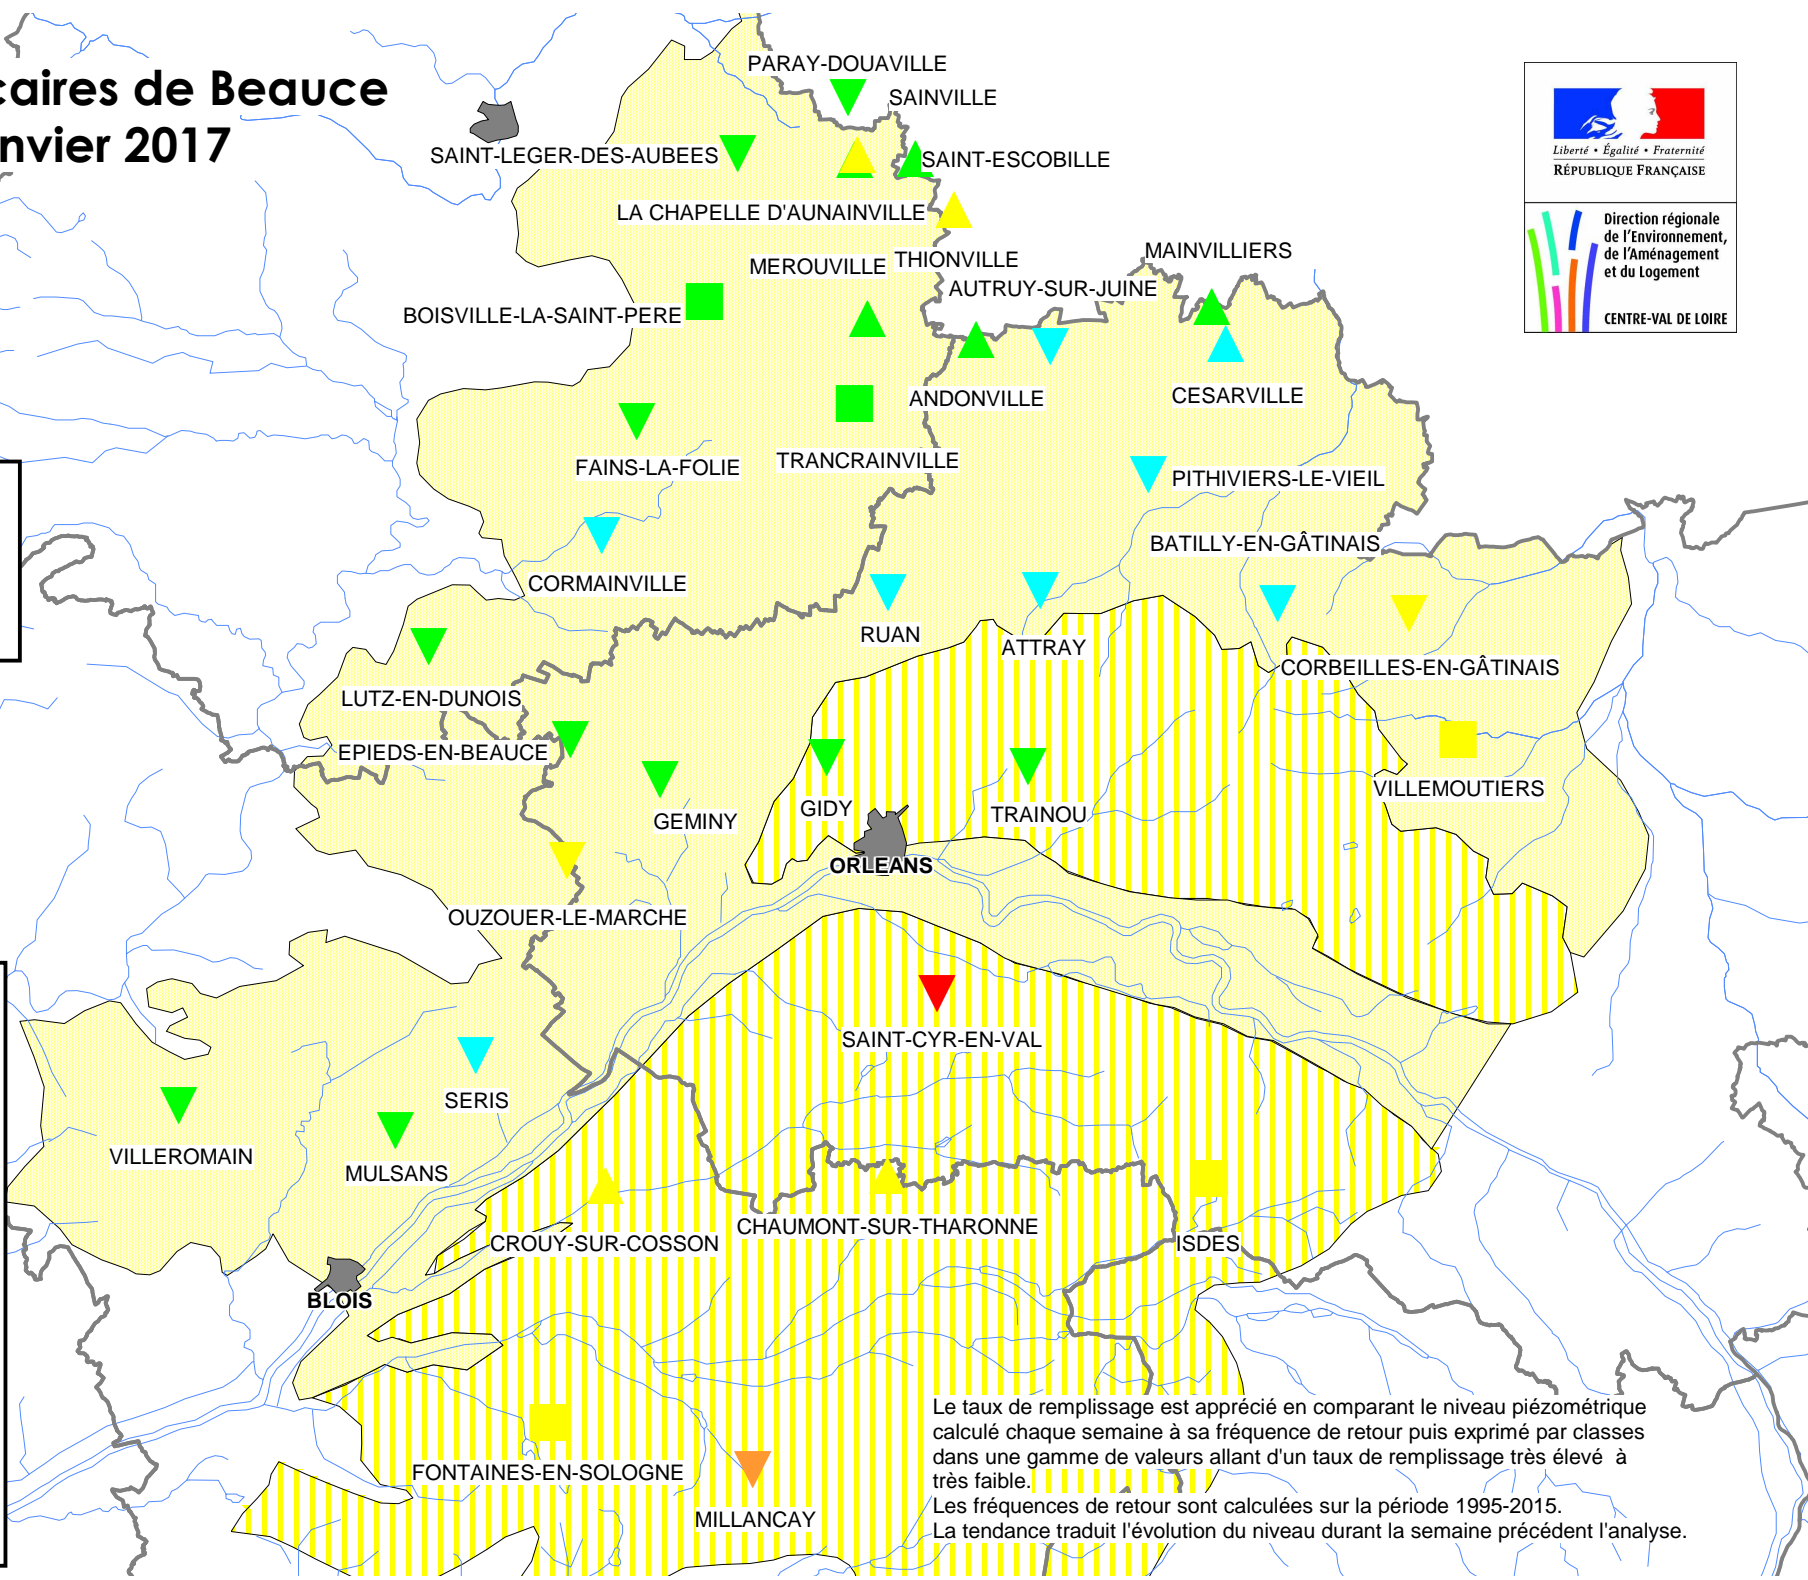 caires de Beauce
nvier 2017
PARAY-DOUAVILLE
SAINVILLE
SAINT-LEGER-DES-AUBEES
SAINT-ESCOBILLE
LA CHAPELLE D'AUNAINVILLE
MEROUVILLE
THIONVILLE
MAINVILLIERS
AUTRUY-SUR-JUINE
BOISVILLE-LA-SAINT-PERE
ANDONVILLE
CESARVILLE
FAINS-LA-FOLIE
TRANCRAINVILLE
PITHIVIERS-LE-VIEIL
BATILLY-EN-GÂTINAIS
CORMAINVILLE
RUAN
ATTRAY
CORBEILLES-EN-GÂTINAIS
LUTZ-EN-DUNOIS
EPIEDS-EN-BEAUCE
VILLEMOUTIERS
GEMINY
GIDY
TRAINOU
ORLEANS
OUZOUER-LE-MARCHE
SAINT-CYR-EN-VAL
SERIS
VILLEROMAIN
MULSANS
CROUY-SUR-COSSON
CHAUMONT-SUR-THARONNE
ISDES
BLOIS
FONTAINES-EN-SOLOGNE
MILLANCAY
Liberté • Égalité • Fraternité
RÉPUBLIQUE FRANÇAISE
Direction régionale
de l'Environnement,
de l'Aménagement
et du Logement
CENTRE-VAL DE LOIRE
Le taux de remplissage est apprécié en comparant le niveau piézométrique
calculé chaque semaine à sa fréquence de retour puis exprimé par classes
dans une gamme de valeurs allant d'un taux de remplissage très élevé à
très faible.
Les fréquences de retour sont calculées sur la période 1995-2015.
La tendance traduit l'évolution du niveau durant la semaine précédent l'analyse.